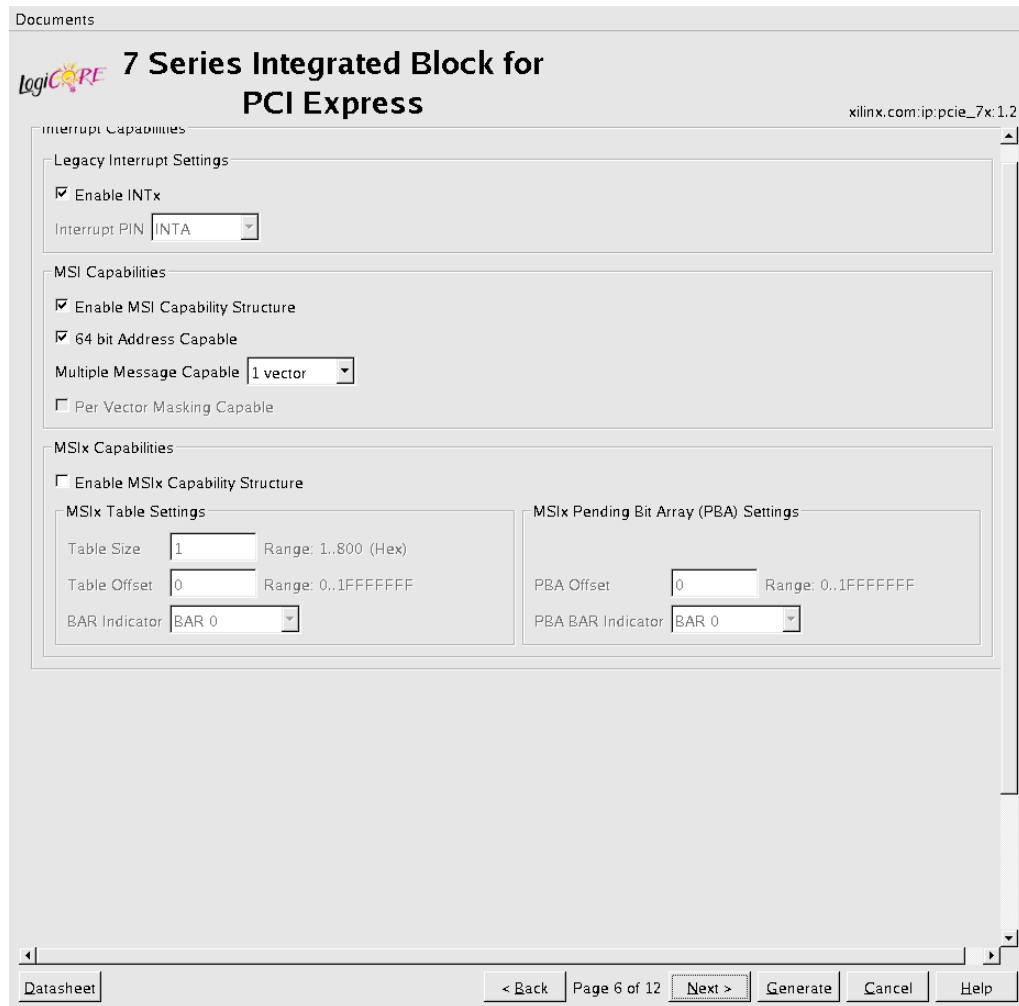 Documents
LogiCORE
7 Series Integrated Block for
PCI Express
xilinx.com:ip:pcie_7x:1.2
Interrupt Capabilities
Legacy Interrupt Settings
Enable INTx
Interrupt PIN INTA
MSI Capabilities
Enable MSI Capability Structure
64 bit Address Capable
Multiple Message Capable 1 vector
Per Vector Masking Capable
MSIx Capabilities
Enable MSIx Capability Structure
MSIx Table Settings
Table Size 1 Range: 1..800 (Hex)
Table Offset 0 Range: 0..1FFFFFFF
BAR Indicator BAR 0
MSIx Pending Bit Array (PBA) Settings
PBA Offset 0 Range: 0..1FFFFFFF
PBA BAR Indicator BAR 0
Datasheet < Back Page 6 of 12 Next > Generate Cancel Help